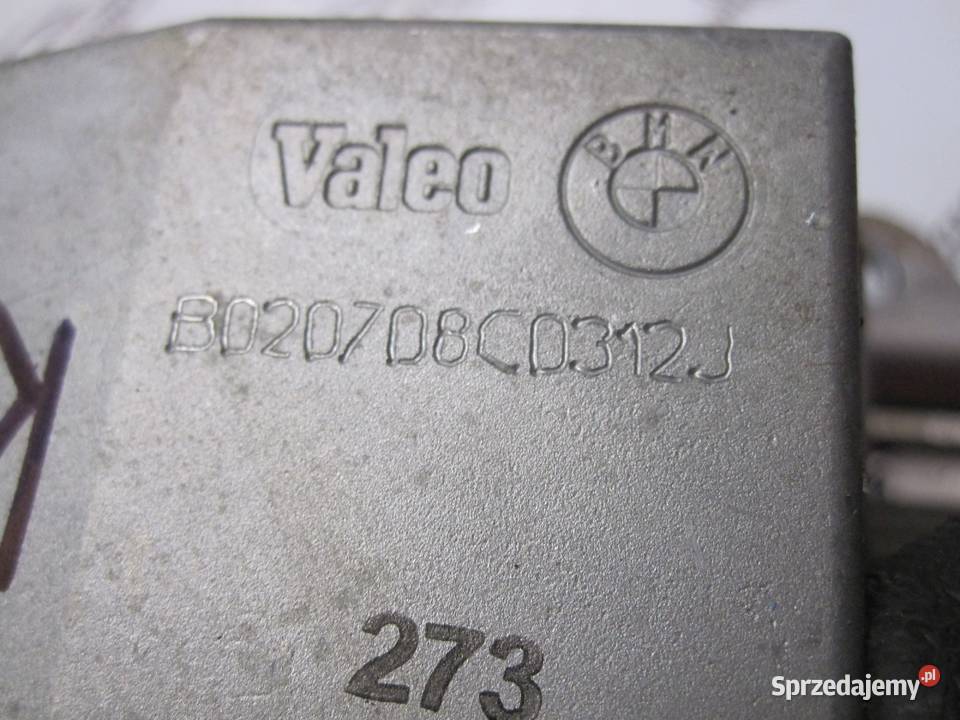 Valeo BMW
B020708C0312J
273
Sprzedajemy.pl